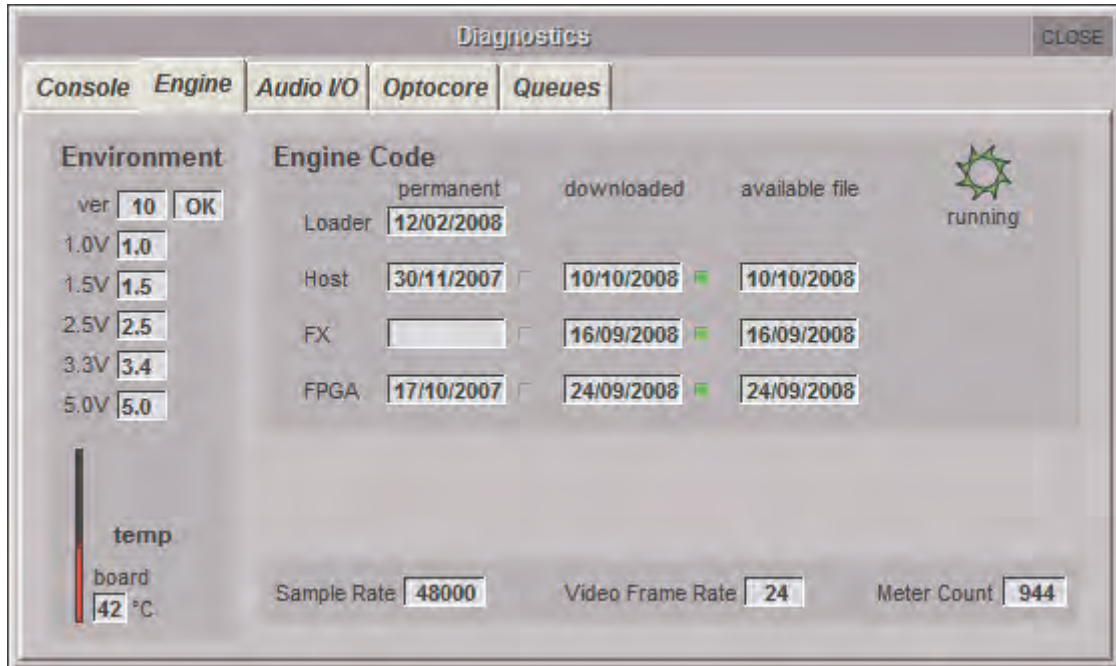 Diagnostics CLOSE
Console Engine Audio I/O Optocore Queues
Environment
ver 10 OK
1.0V 1.0
1.5V 1.5
2.5V 2.5
3.3V 3.4
5.0V 5.0
temp
board
42 °C
Engine Code
permanent downloaded available file
Loader 12/02/2008
Host 30/11/2007 10/10/2008 10/10/2008
FX 16/09/2008 16/09/2008
FPGA 17/10/2007 24/09/2008 24/09/2008
running
Sample Rate 48000 Video Frame Rate 24 Meter Count 944